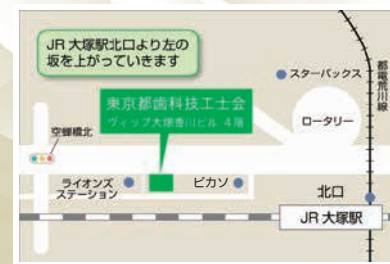 JR 大塚駅北口より左の
坂を上がっていきます
都電荒川線
スターバックス
東京都歯科技工士会
ヴィップ大塚香川ビル 4階
ロータリー
空蝉橋北
ライオンズ
ステーション
ピカソ
北口
JR 大塚駅